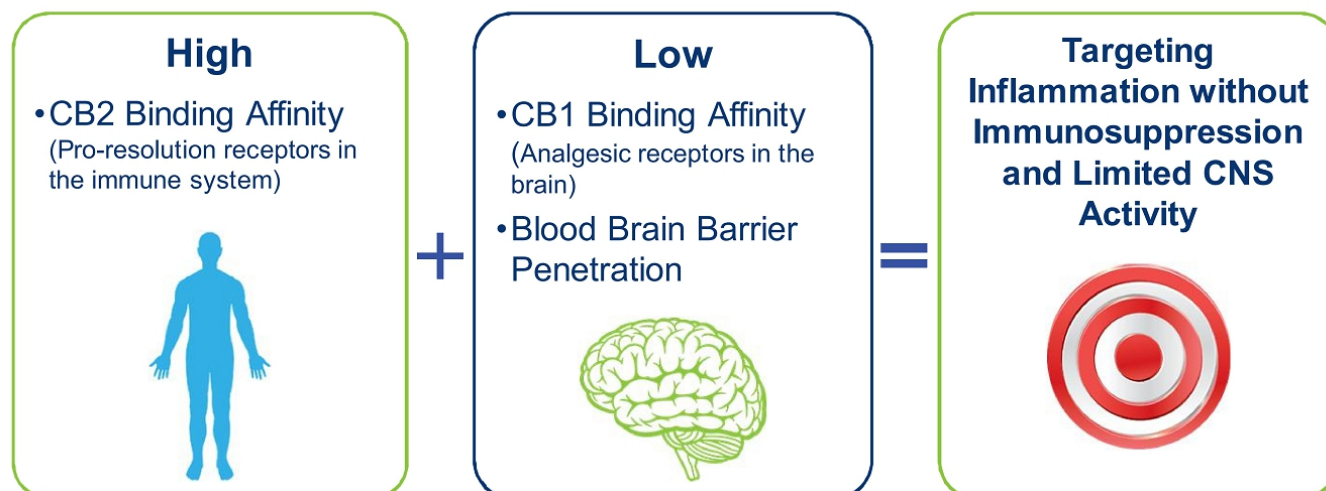 High
•CB2 Binding Affinity
(Pro-resolution receptors in
the immune system)
+
Low
•CB1 Binding Affinity
(Analgesic receptors in the
brain)
•Blood Brain Barrier
Penetration
=
Targeting
Inflammation without
Immunosuppression
and Limited CNS
Activity